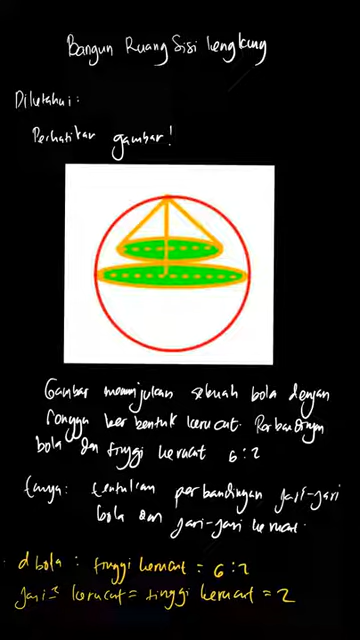 Bangun Ruang Sisi Lengkung
Diketahui:
Perhatikan gambar!
Gambar menunjukan sebuah bola dengan
rongga berbentuk kerucut. Perbandingan
bola dan tinggi kerucut 6:2
tanya: tentukan perbandingan jari-jari
bola dan jari-jari kerucut.
d bola : tinggi kerucut = 6:2
jari² kerucut = tinggi kerucut = 2